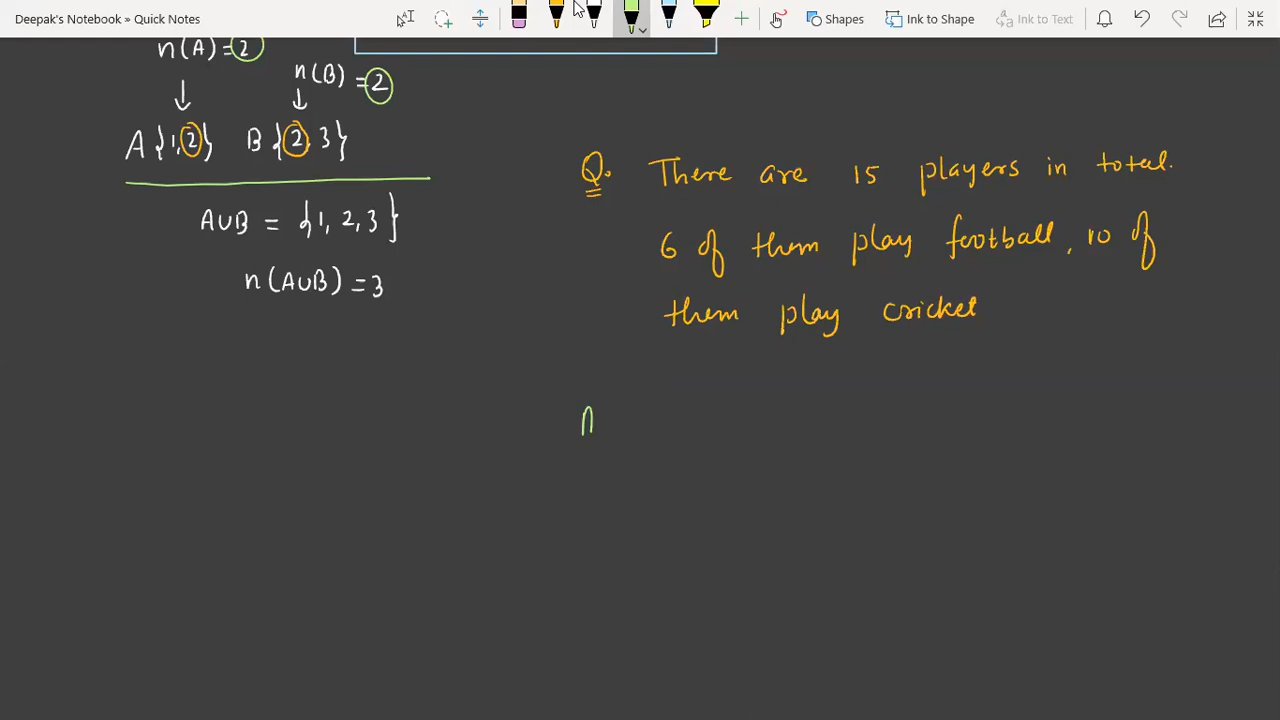 Deepak's Notebook » Quick Notes
Shapes
Ink to Shape
Ink to Text
n(A)=2
n(B) =2
A{1,2} B{2,3}
A∪B = {1, 2, 3}
n(A∪B) = 3
Q. There are 15 players in total.
6 of them play football, 10 of
them play cricket
n